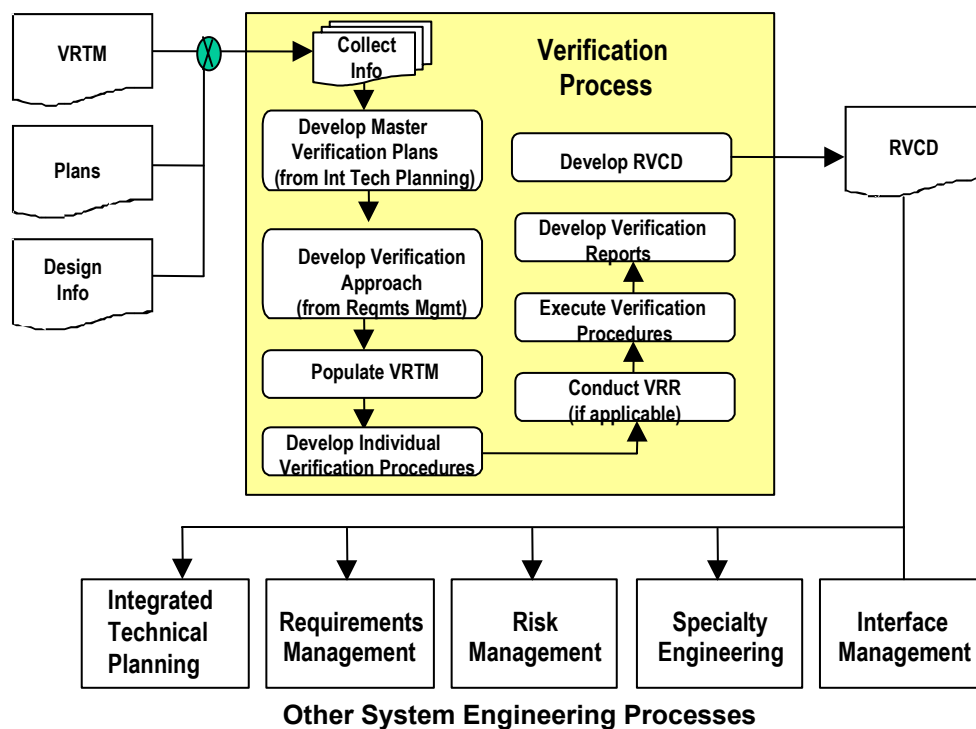 VRTM
Plans
Design
Info
Collect
Info
Verification
Process
Develop Master
Verification Plans
(from Int Tech Planning)
Develop Verification
Approach
(from Reqmts Mgmt)
Populate VRTM
Develop Individual
Verification Procedures
Develop RVCD
Develop Verification
Reports
Execute Verification
Procedures
Conduct VRR
(if applicable)
RVCD
Integrated
Technical
Planning
Requirements
Management
Risk
Management
Specialty
Engineering
Interface
Management
Other System Engineering Processes